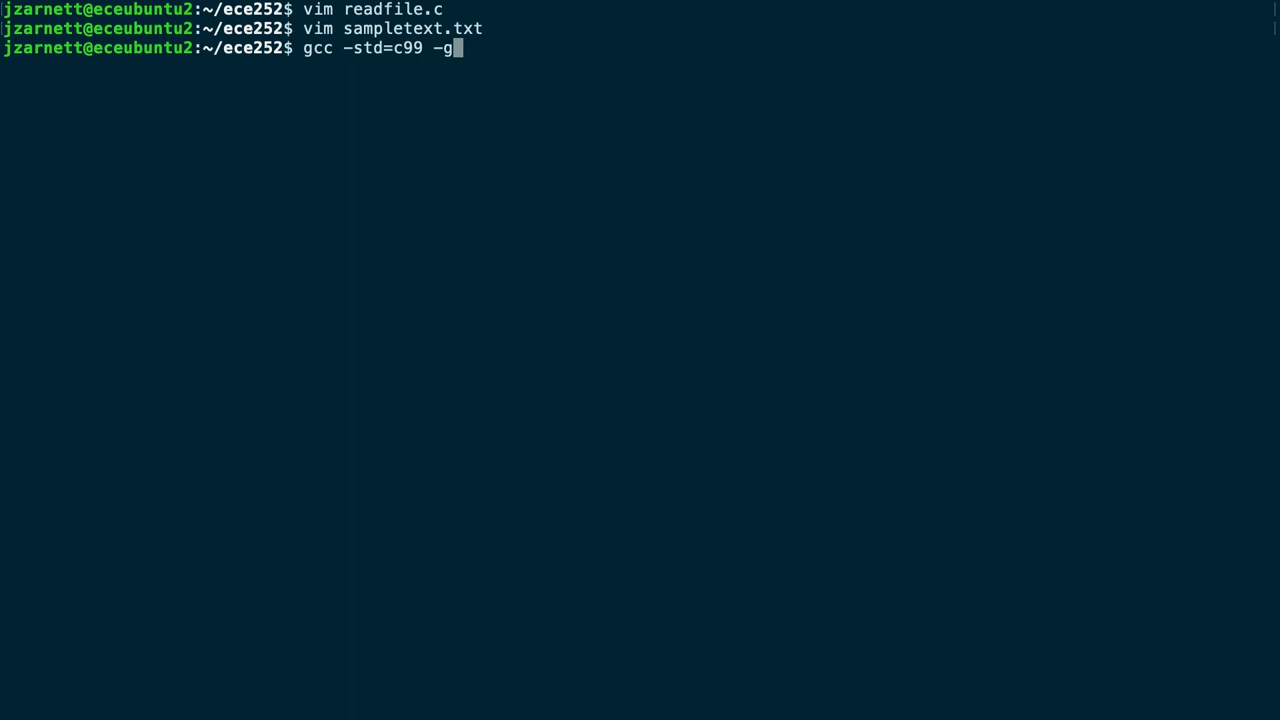 jzarnett@eceubuntu2:~/ece252$ vim readfile.c
jzarnett@eceubuntu2:~/ece252$ vim sampletext.txt
jzarnett@eceubuntu2:~/ece252$ gcc -std=c99 -g